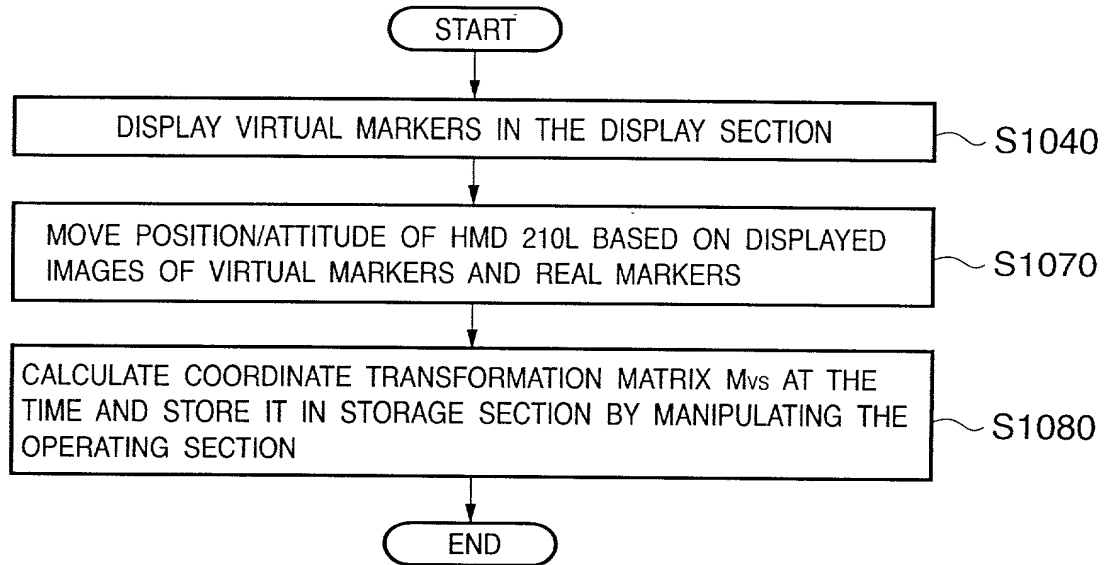 START
DISPLAY VIRTUAL MARKERS IN THE DISPLAY SECTION
S1040
MOVE POSITION/ATTITUDE OF HMD 210L BASED ON DISPLAYED
IMAGES OF VIRTUAL MARKERS AND REAL MARKERS
S1070
CALCULATE COORDINATE TRANSFORMATION MATRIX Mvs AT THE
TIME AND STORE IT IN STORAGE SECTION BY MANIPULATING THE
OPERATING SECTION
S1080
END